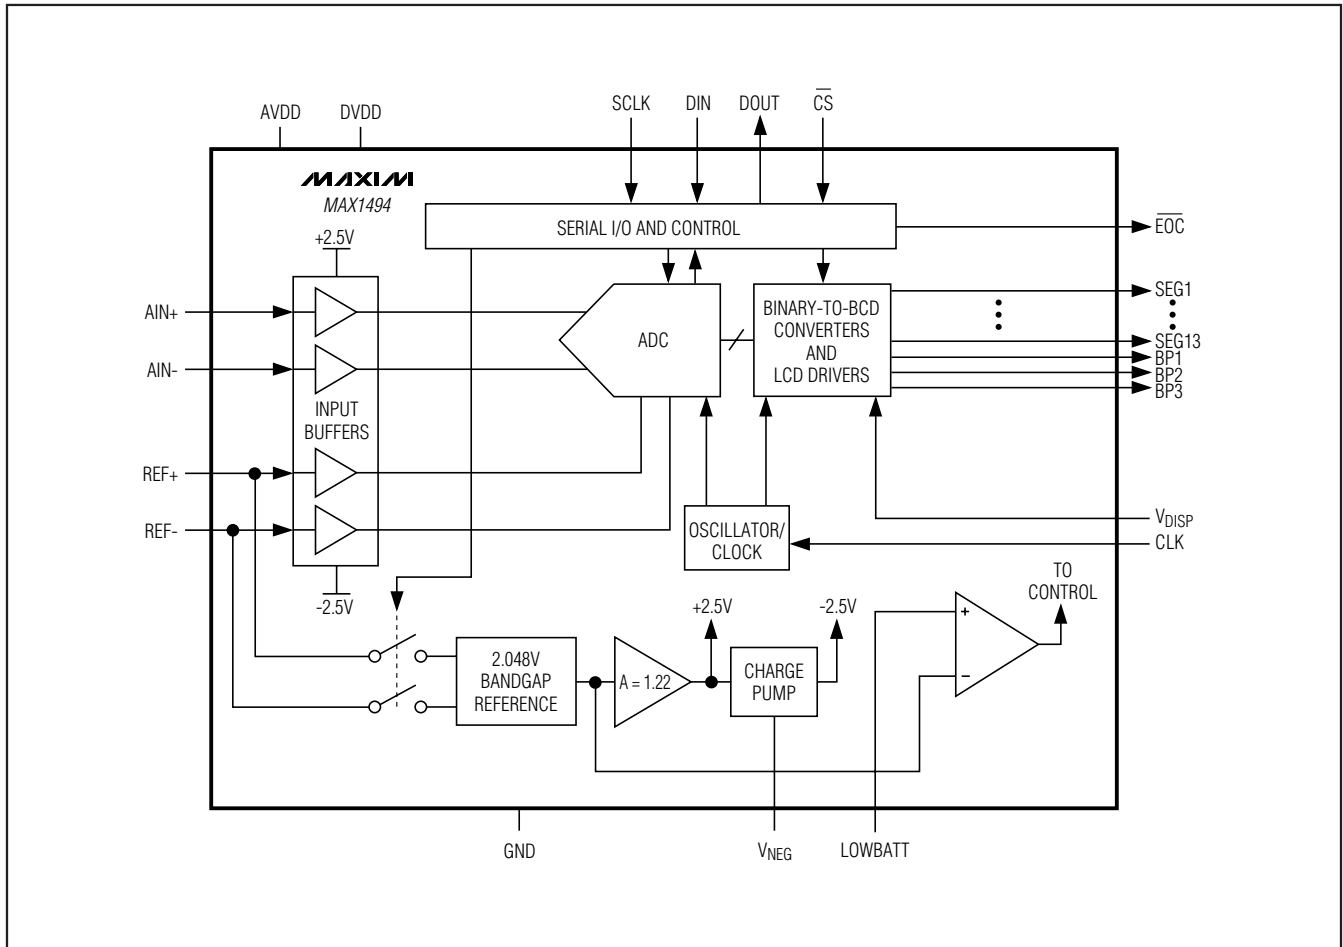 SCLK DIN DOUT CS
AVDD DVDD
MAXIM
MAX1494
+2.5V
SERIAL I/O AND CONTROL
EOC
AIN+
AIN-
INPUT
BUFFERS
REF+
REF-
-2.5V
ADC
BINARY-TO-BCD
CONVERTERS
AND
LCD DRIVERS
SEG1
SEG13
BP1
BP2
BP3
OSCILLATOR/
CLOCK
VDISP
CLK
TO
CONTROL
+2.5V -2.5V
2.048V
BANDGAP
REFERENCE
A = 1.22
CHARGE
PUMP
+
−
GND VNEG LOWBATT